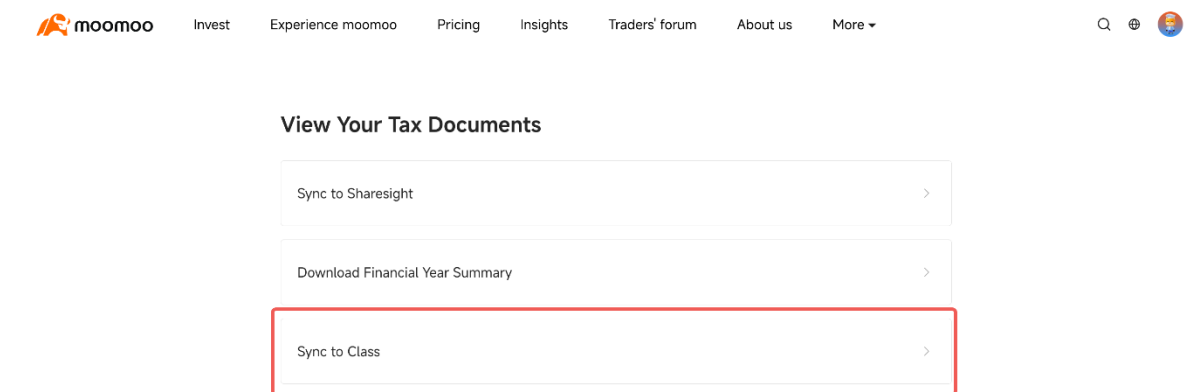 moomoo Invest Experience moomoo Pricing Insights Traders' forum About us More
View Your Tax Documents
Sync to Sharesight
Download Financial Year Summary
Sync to Class